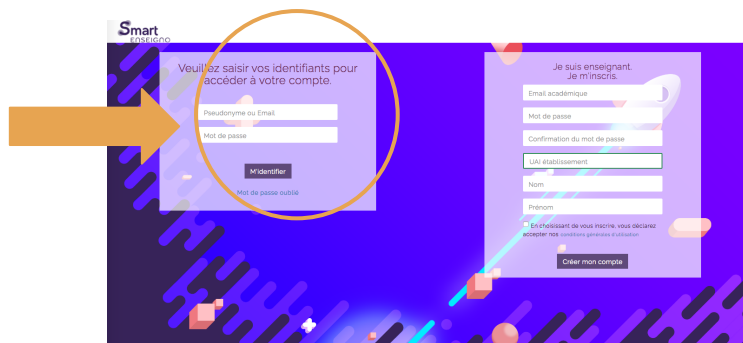 Smart
ENSEIGNO
Veuillez saisir vos identifiants pour
accéder à votre compte.
Pseudonyme ou Email
Mot de passe
M'identifier
Mot de passe oublié
Je suis enseignant.
Je m'inscris.
Email académique
Mot de passe
Confirmation du mot de passe
UAI établissement
Nom
Prénom
En choisissant de vous inscrire, vous déclarez
accepter nos conditions générales d'utilisation
Créer mon compte